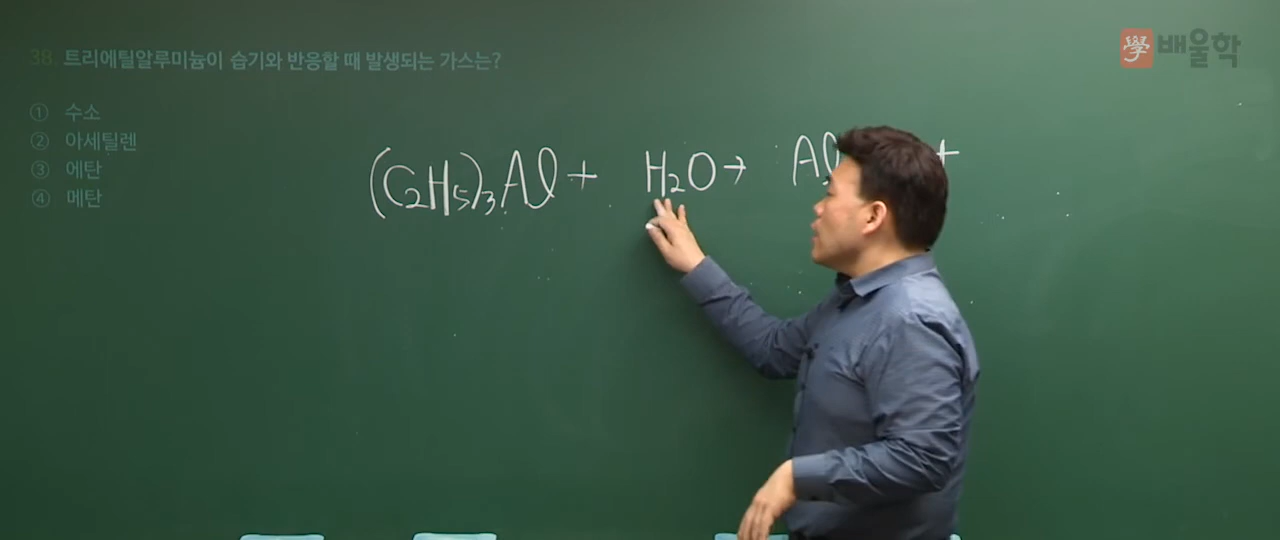 38. 트리에틸알루미늄이 습기와 반응할 때 발생되는 가스는?
① 수소
② 아세틸렌
③ 에탄
④ 메탄
(C₂H₅)₃Al + H₂O → Al +
學 배울학